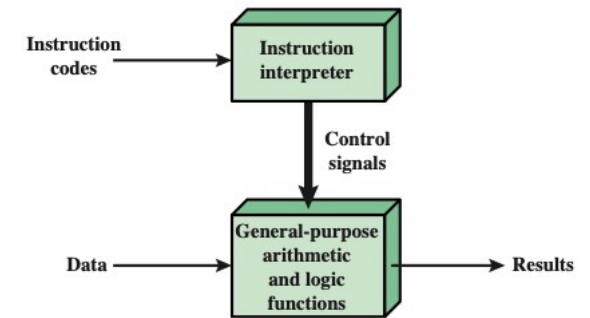 Instruction
codes
Instruction
interpreter
Control
signals
Data
General-purpose
arithmetic
and logic
functions
Results